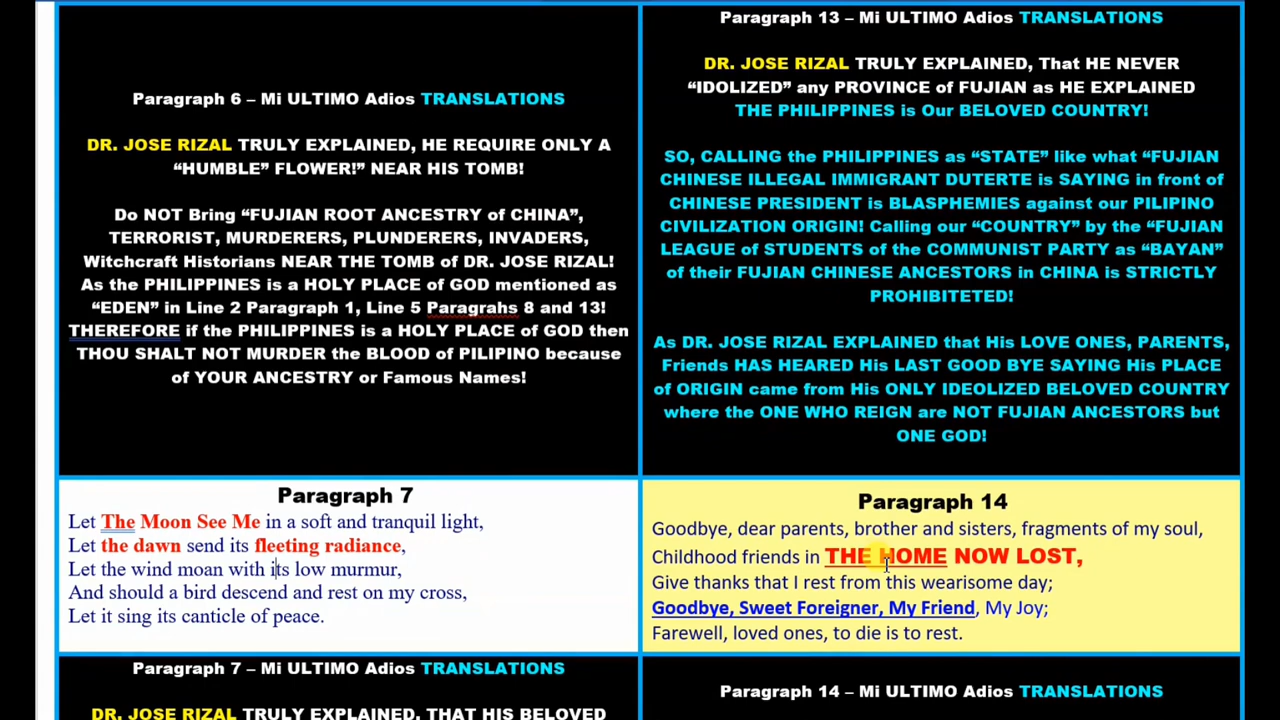 Paragraph 6 – Mi ULTIMO Adios TRANSLATIONS
DR. JOSE RIZAL TRULY EXPLAINED, HE REQUIRE ONLY A
“HUMBLE” FLOWER!” NEAR HIS TOMB!
Do NOT Bring “FUJIAN ROOT ANCESTRY of CHINA”,
TERRORIST, MURDERERS, PLUNDERERS, INVADERS,
Witchcraft Historians NEAR THE TOMB of DR. JOSE RIZAL!
As the PHILIPPINES is a HOLY PLACE of GOD mentioned as
“EDEN” in Line 2 Paragraph 1, Line 5 Paragrahs 8 and 13!
THEREFORE if the PHILIPPINES is a HOLY PLACE of GOD then
THOU SHALT NOT MURDER the BLOOD of PILIPINO because
of YOUR ANCESTRY or Famous Names!
Paragraph 13 – Mi ULTIMO Adios TRANSLATIONS
DR. JOSE RIZAL TRULY EXPLAINED, That HE NEVER
“IDOLIZED” any PROVINCE of FUJIAN as HE EXPLAINED
THE PHILIPPINES is Our BELOVED COUNTRY!
SO, CALLING the PHILIPPINES as “STATE” like what “FUJIAN
CHINESE ILLEGAL IMMIGRANT DUTERTE is SAYING in front of
CHINESE PRESIDENT is BLASPHEMIES against our PILIPINO
CIVILIZATION ORIGIN! Calling our “COUNTRY” by the “FUJIAN
LEAGUE of STUDENTS of the COMMUNIST PARTY as “BAYAN”
of their FUJIAN CHINESE ANCESTORS in CHINA is STRICTLY
PROHIBITETED!
As DR. JOSE RIZAL EXPLAINED that His LOVE ONES, PARENTS,
Friends HAS HEARED His LAST GOOD BYE SAYING His PLACE
of ORIGIN came from His ONLY IDEOLIZED BELOVED COUNTRY
where the ONE WHO REIGN are NOT FUJIAN ANCESTORS but
ONE GOD!
Paragraph 7
Let The Moon See Me in a soft and tranquil light,
Let the dawn send its fleeting radiance,
Let the wind moan with its low murmur,
And should a bird descend and rest on my cross,
Let it sing its canticle of peace.
Paragraph 14
Goodbye, dear parents, brother and sisters, fragments of my soul,
Childhood friends in THE HOME NOW LOST,
Give thanks that I rest from this wearisome day;
Goodbye, Sweet Foreigner, My Friend, My Joy;
Farewell, loved ones, to die is to rest.
Paragraph 7 – Mi ULTIMO Adios TRANSLATIONS
DR. JOSE RIZAL TRULY EXPLAINED, THAT HIS BELOVED
Paragraph 14 – Mi ULTIMO Adios TRANSLATIONS